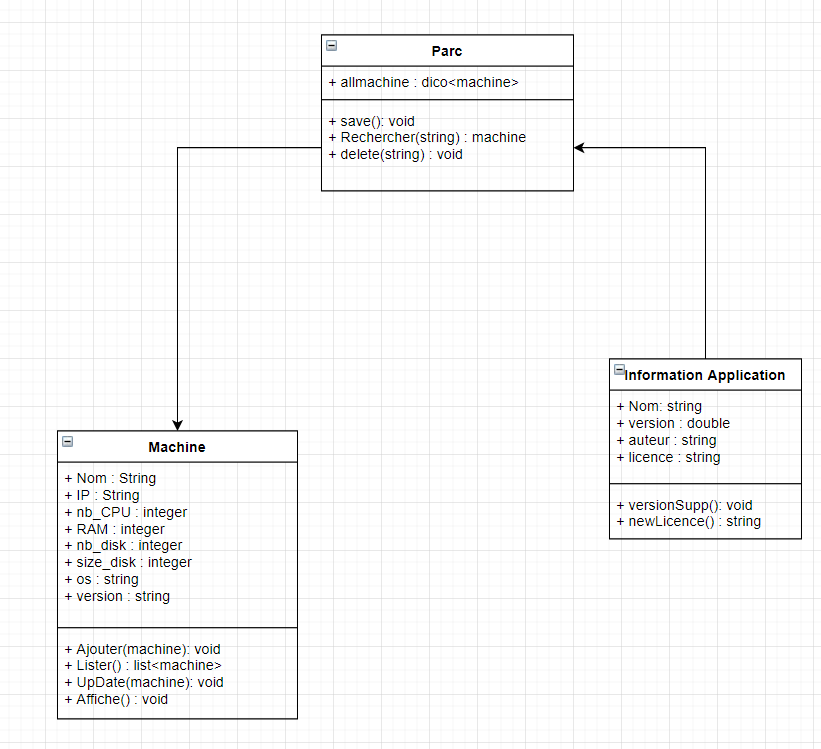 Parc
+ allmachine : dico<machine>
+ save(): void
+ Rechercher(string) : machine
+ delete(string) : void
Information Application
+ Nom: string
+ version : double
+ auteur : string
+ licence : string
+ versionSupp(): void
+ newLicence() : string
Machine
+ Nom : String
+ IP : String
+ nb_CPU : integer
+ RAM : integer
+ nb_disk : integer
+ size_disk : integer
+ os : string
+ version : string
+ Ajouter(machine): void
+ Lister() : list<machine>
+ UpDate(machine): void
+ Affiche() : void